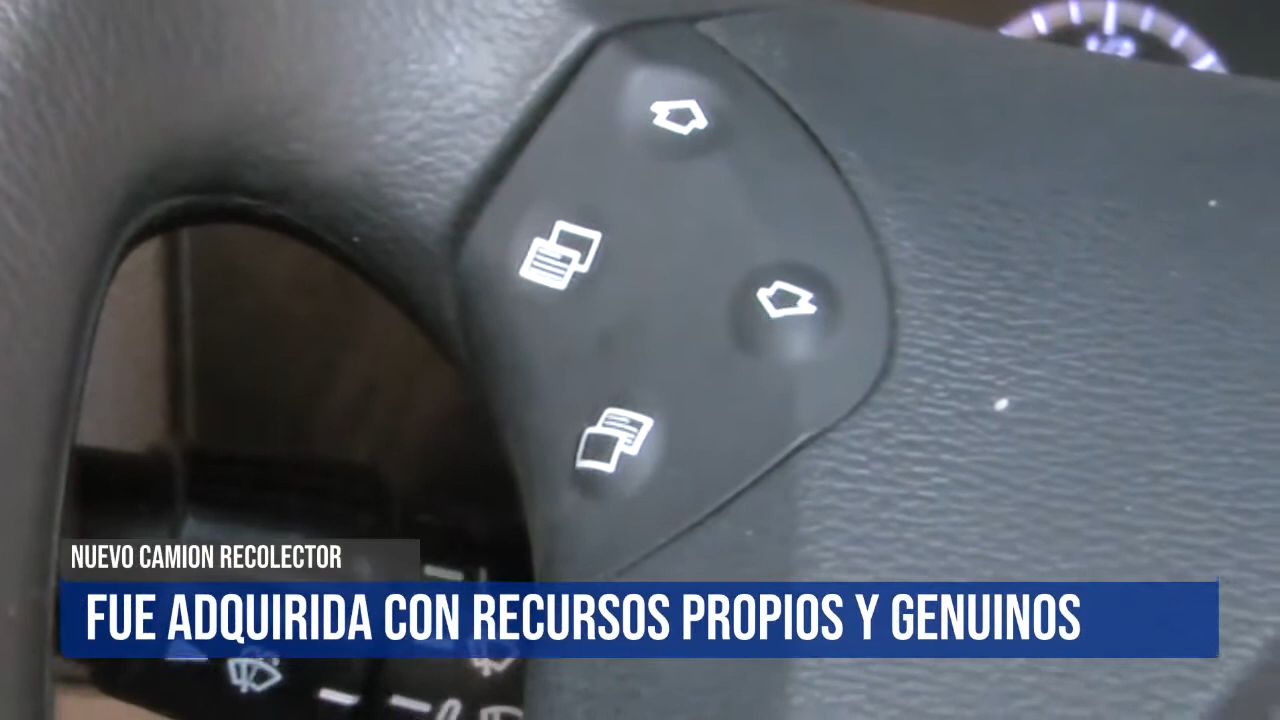 NUEVO CAMION RECOLECTOR
FUE ADQUIRIDA CON RECURSOS PROPIOS Y GENUINOS